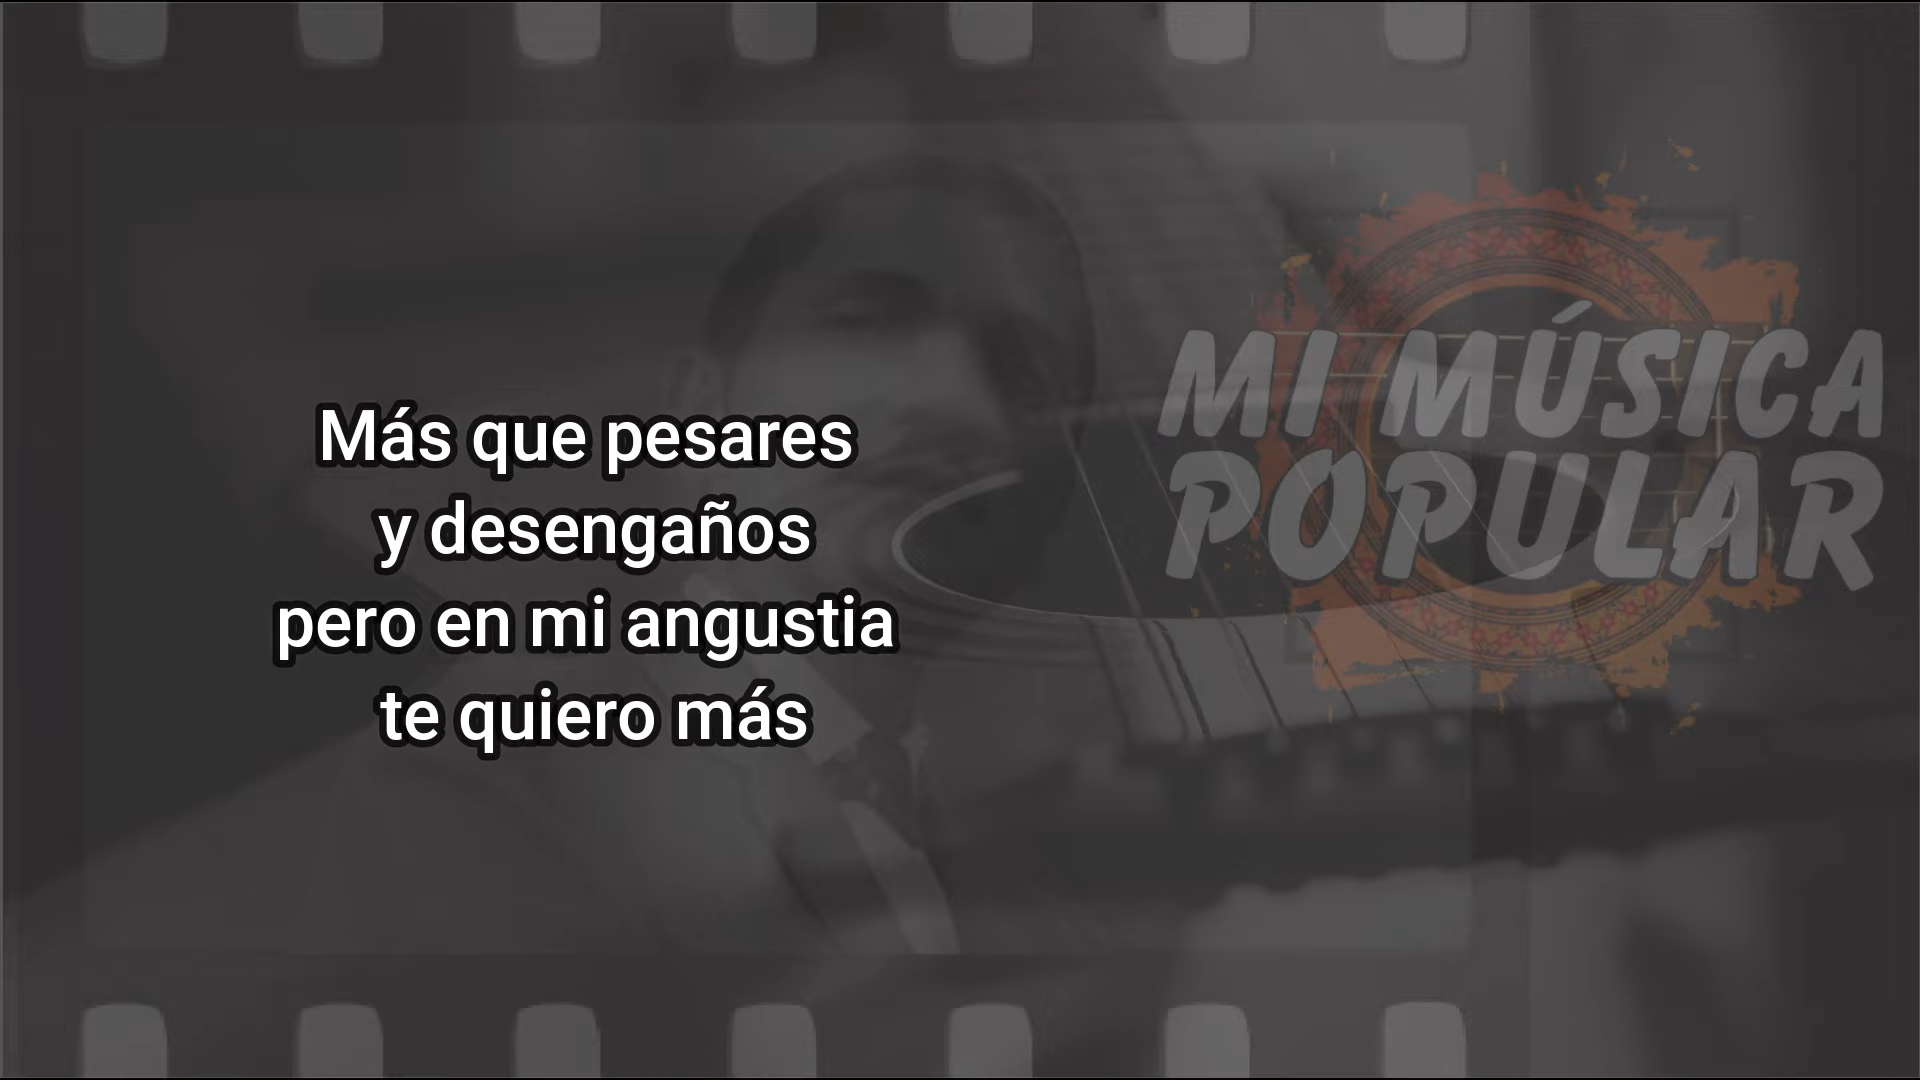 Más que pesares
y desengaños
pero en mi angustia
te quiero más
MI MÚSICA
POPULAR